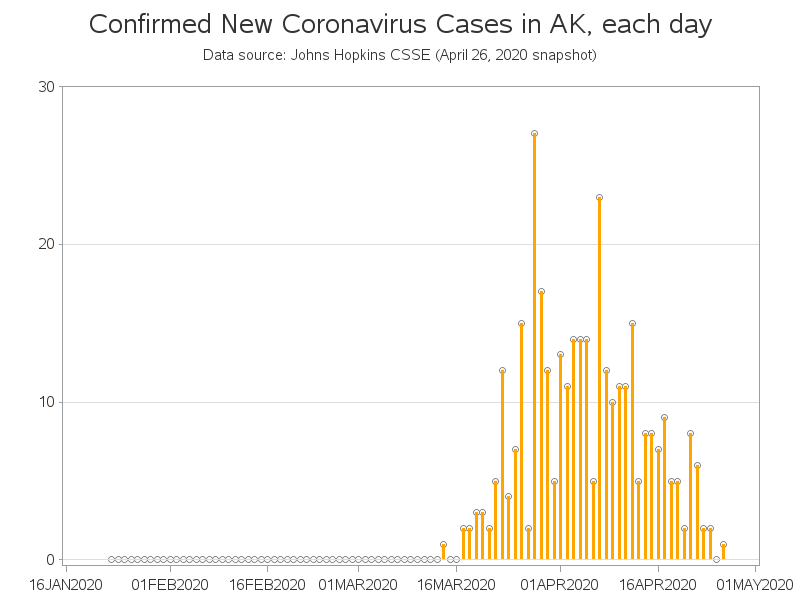 Confirmed New Coronavirus Cases in AK, each day
Data source: Johns Hopkins CSSE (April 26, 2020 snapshot)
30
20
10
0
16JAN2020 01FEB2020 16FEB2020 01MAR2020 16MAR2020 01APR2020 16APR2020 01MAY2020